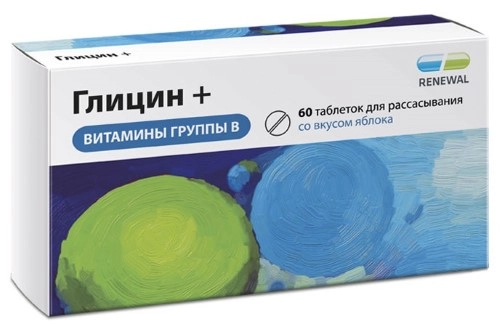 RENEWAL
Глицин +
ВИТАМИНЫ ГРУППЫ В
60 таблеток для рассасывания
со вкусом яблока